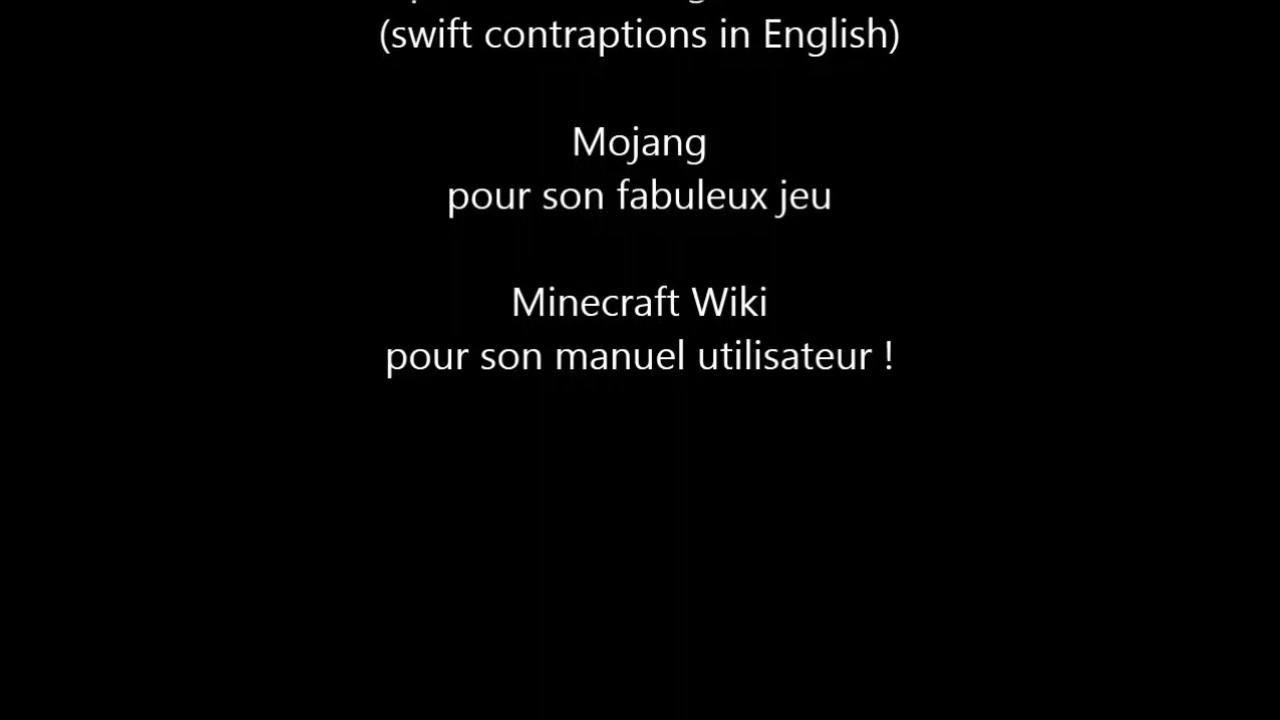 (swift contraptions in English)
Mojang
pour son fabuleux jeu
Minecraft Wiki
pour son manuel utilisateur !